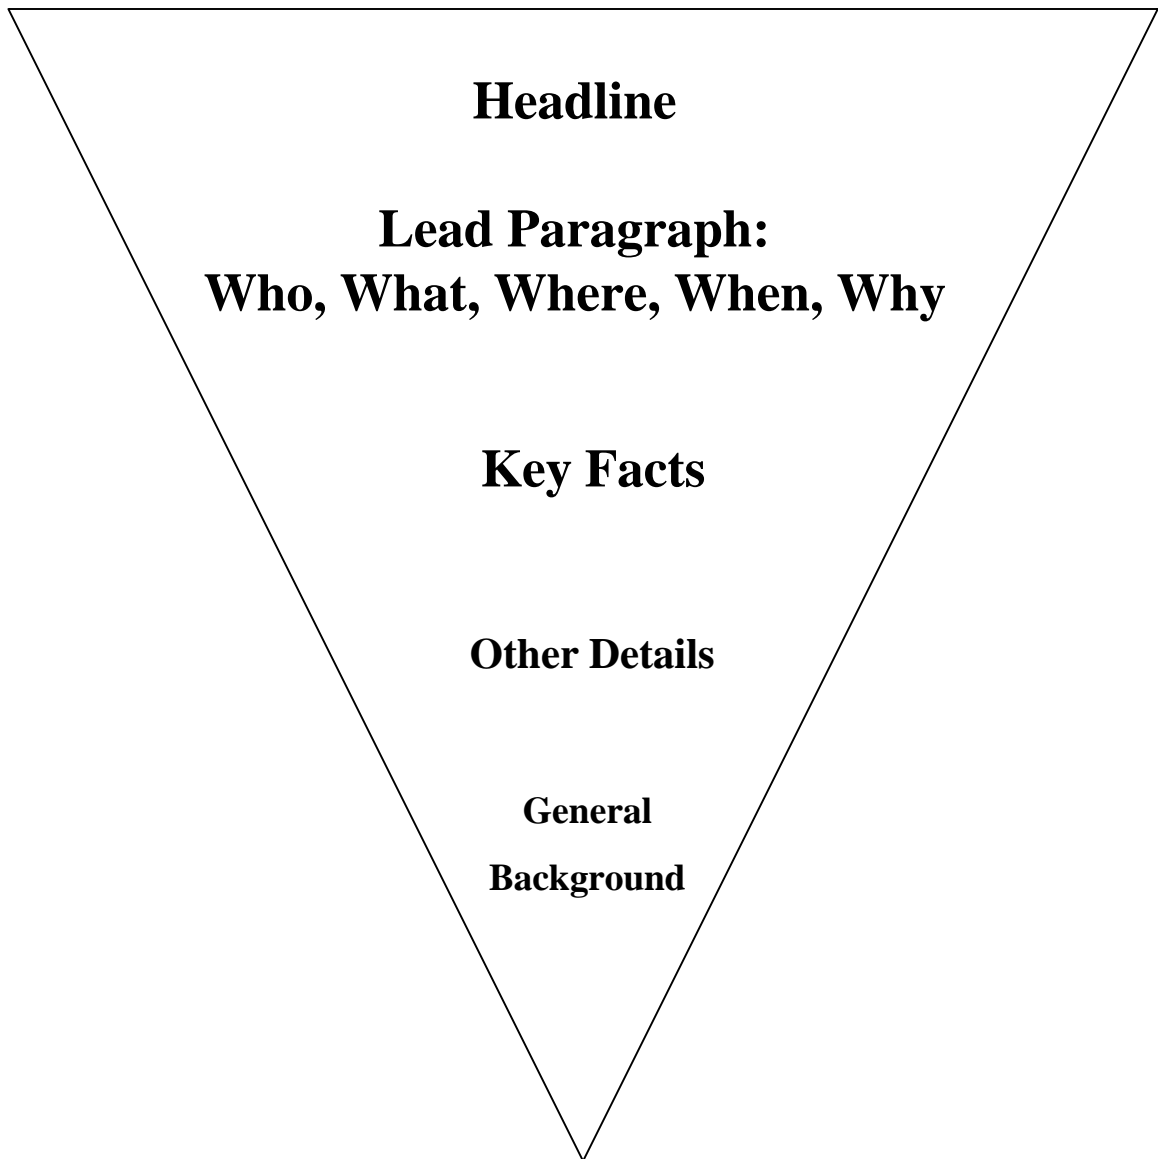 Headline
Lead Paragraph:
Who, What, Where, When, Why
Key Facts
Other Details
General
Background